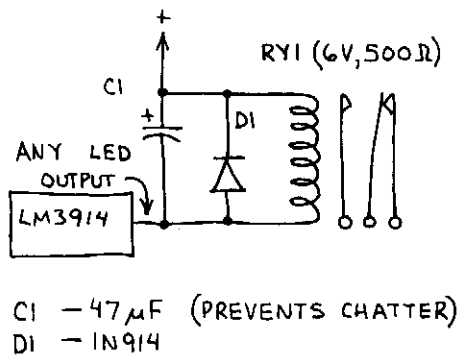 +
RY1 (6V, 500Ω)
C1
+
D1
ANY LED
OUTPUT
LM3914
C1 – 47µF (PREVENTS CHATTER)
D1 – 1N914